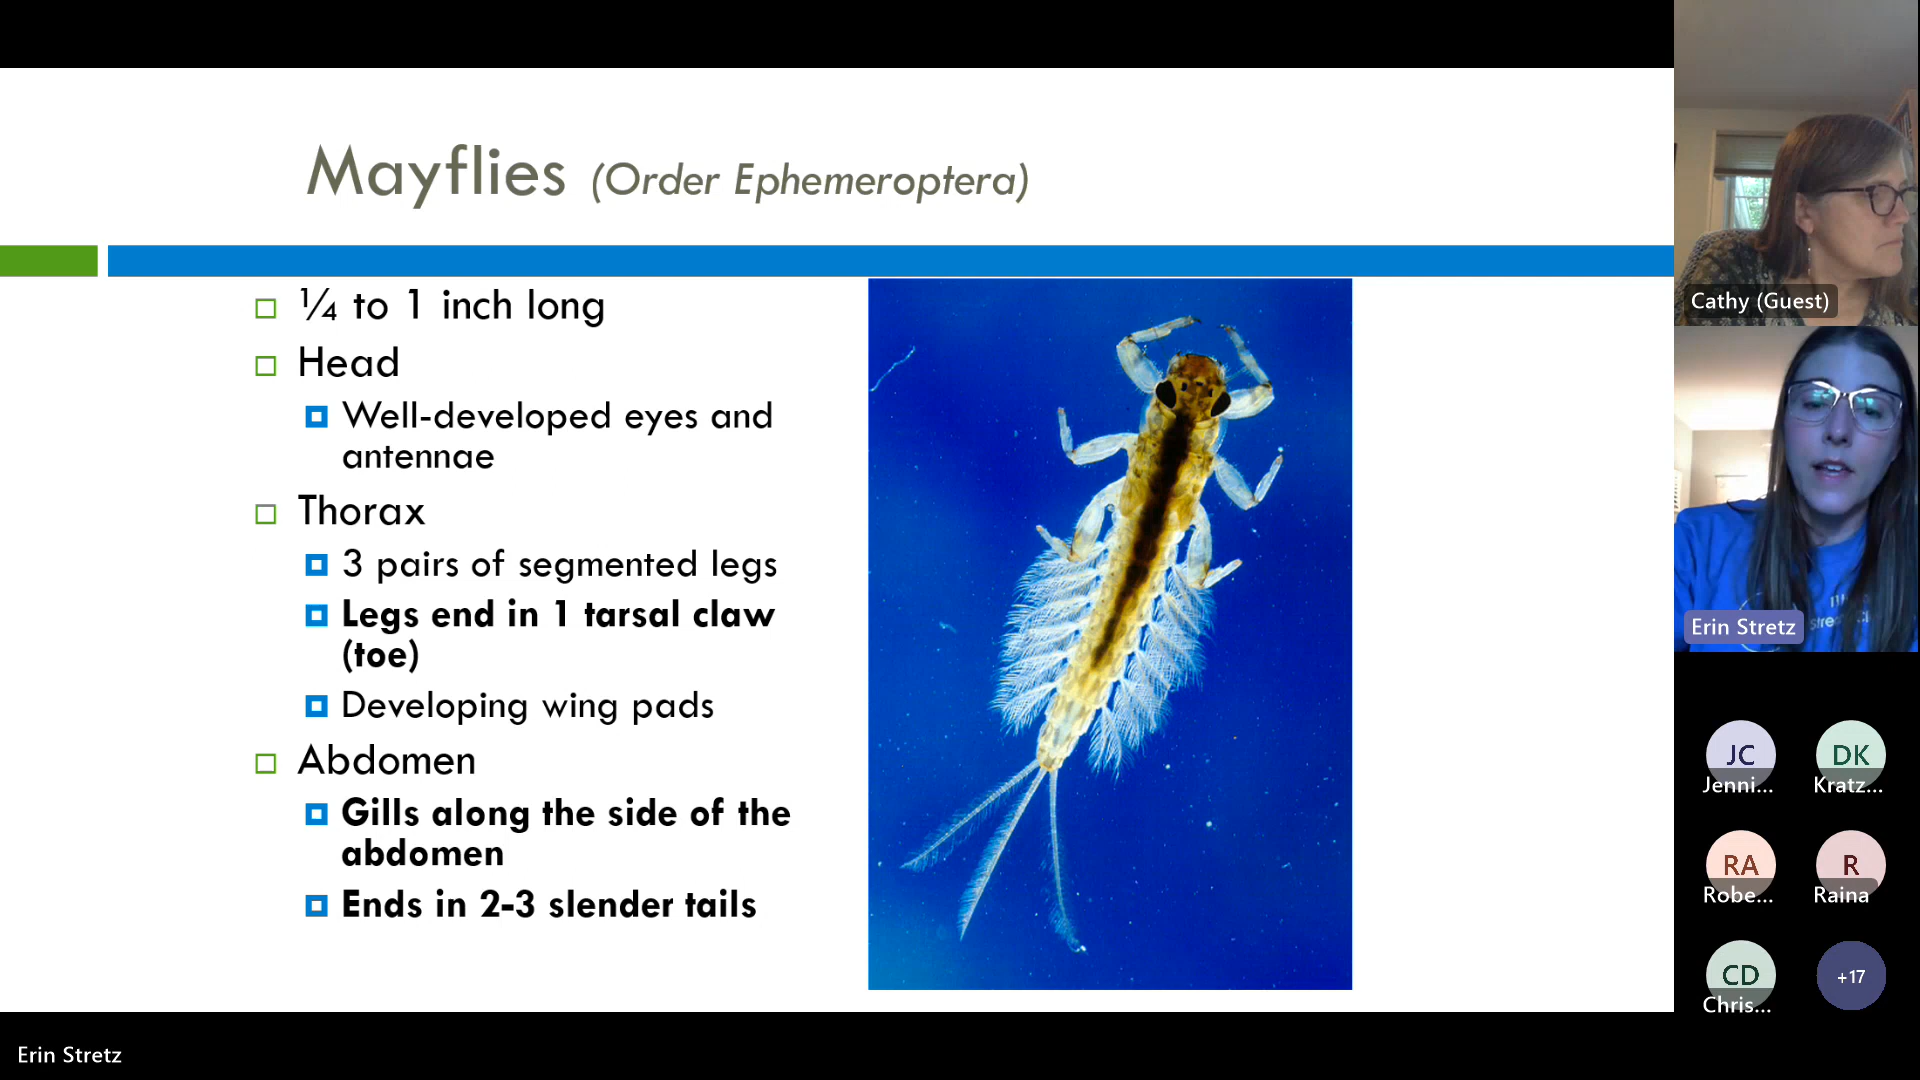 Mayflies (Order Ephemeroptera)
¼ to 1 inch long
Head
Well-developed eyes and
antennae
Thorax
3 pairs of segmented legs
Legs end in 1 tarsal claw
(toe)
Developing wing pads
Abdomen
Gills along the side of the
abdomen
Ends in 2-3 slender tails
Cathy (Guest)
Erin Stretz
JC
DK
Jenni...
Kratz...
RA
R
Robe...
Raina
CD
+17
Chris...
Erin Stretz